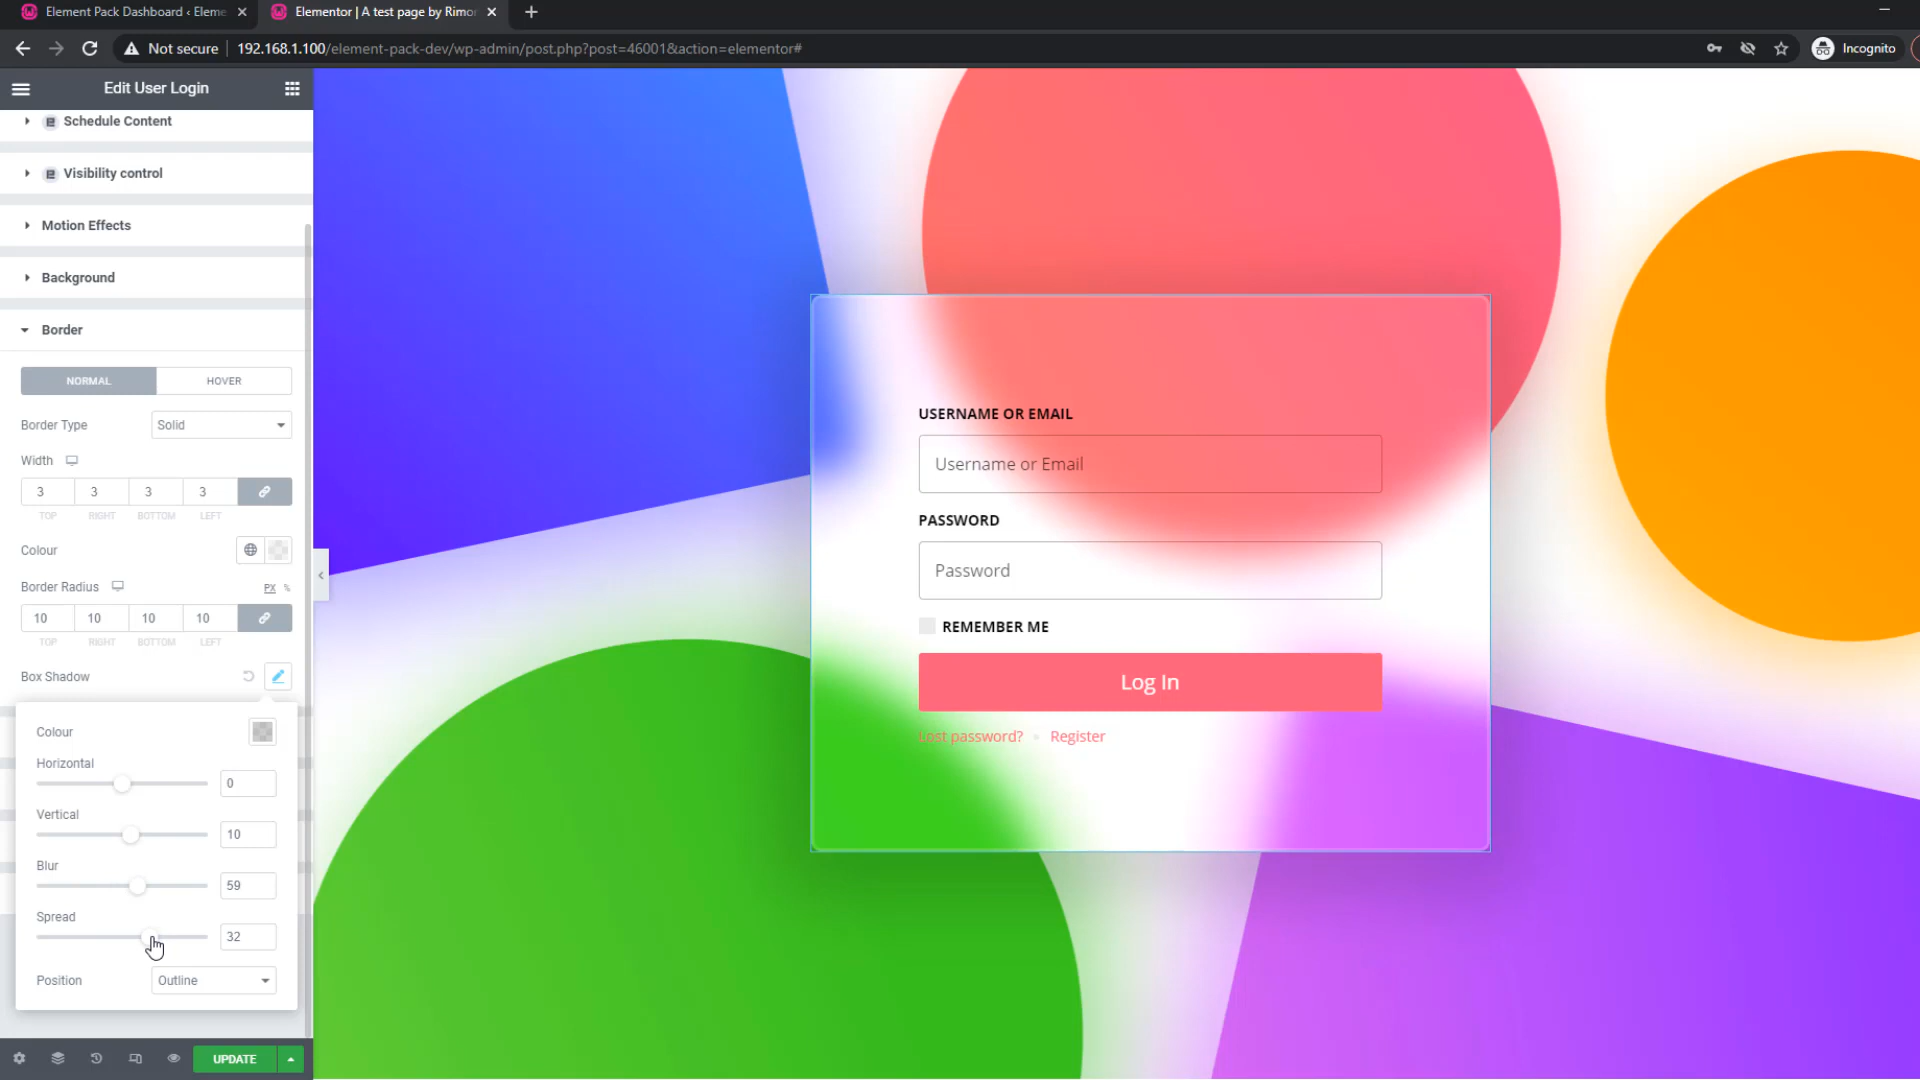 Element Pack Dashboard ‹ Eleme
Elementor | A test page by Rimo
Not secure
192.168.1.100/element-pack-dev/wp-admin/post.php?post=46001&action=elementor#
Incognito
Edit User Login
Schedule Content
Visibility control
Motion Effects
Background
Border
NORMAL
HOVER
Border Type
Solid
Width
3
3
3
3
TOP
RIGHT
BOTTOM
LEFT
Colour
Border Radius
PX
%
10
10
10
10
TOP
RIGHT
BOTTOM
LEFT
Box Shadow
Colour
Horizontal
0
Vertical
10
Blur
59
Spread
32
Position
Outline
UPDATE
USERNAME OR EMAIL
Username or Email
PASSWORD
Password
REMEMBER ME
Log In
Lost password?
Register